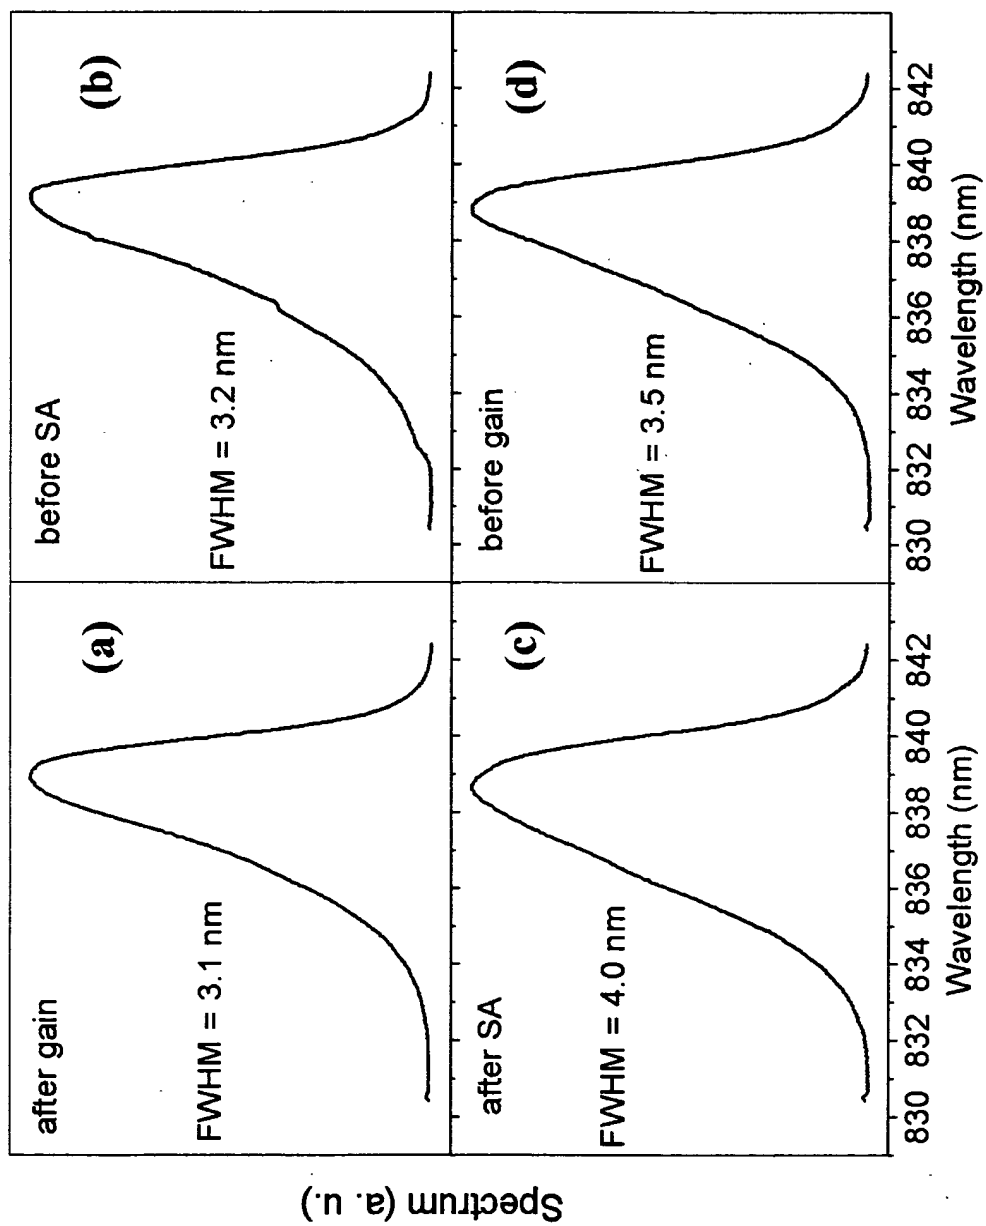 Spectrum (a. u.)
after gain
(a)
FWHM = 3.1 nm
before SA
(b)
FWHM = 3.2 nm
after SA
(c)
FWHM = 4.0 nm
before gain
(d)
FWHM = 3.5 nm
830 832 834 836 838 840 842
830 832 834 836 838 840 842
Wavelength (nm)
Wavelength (nm)